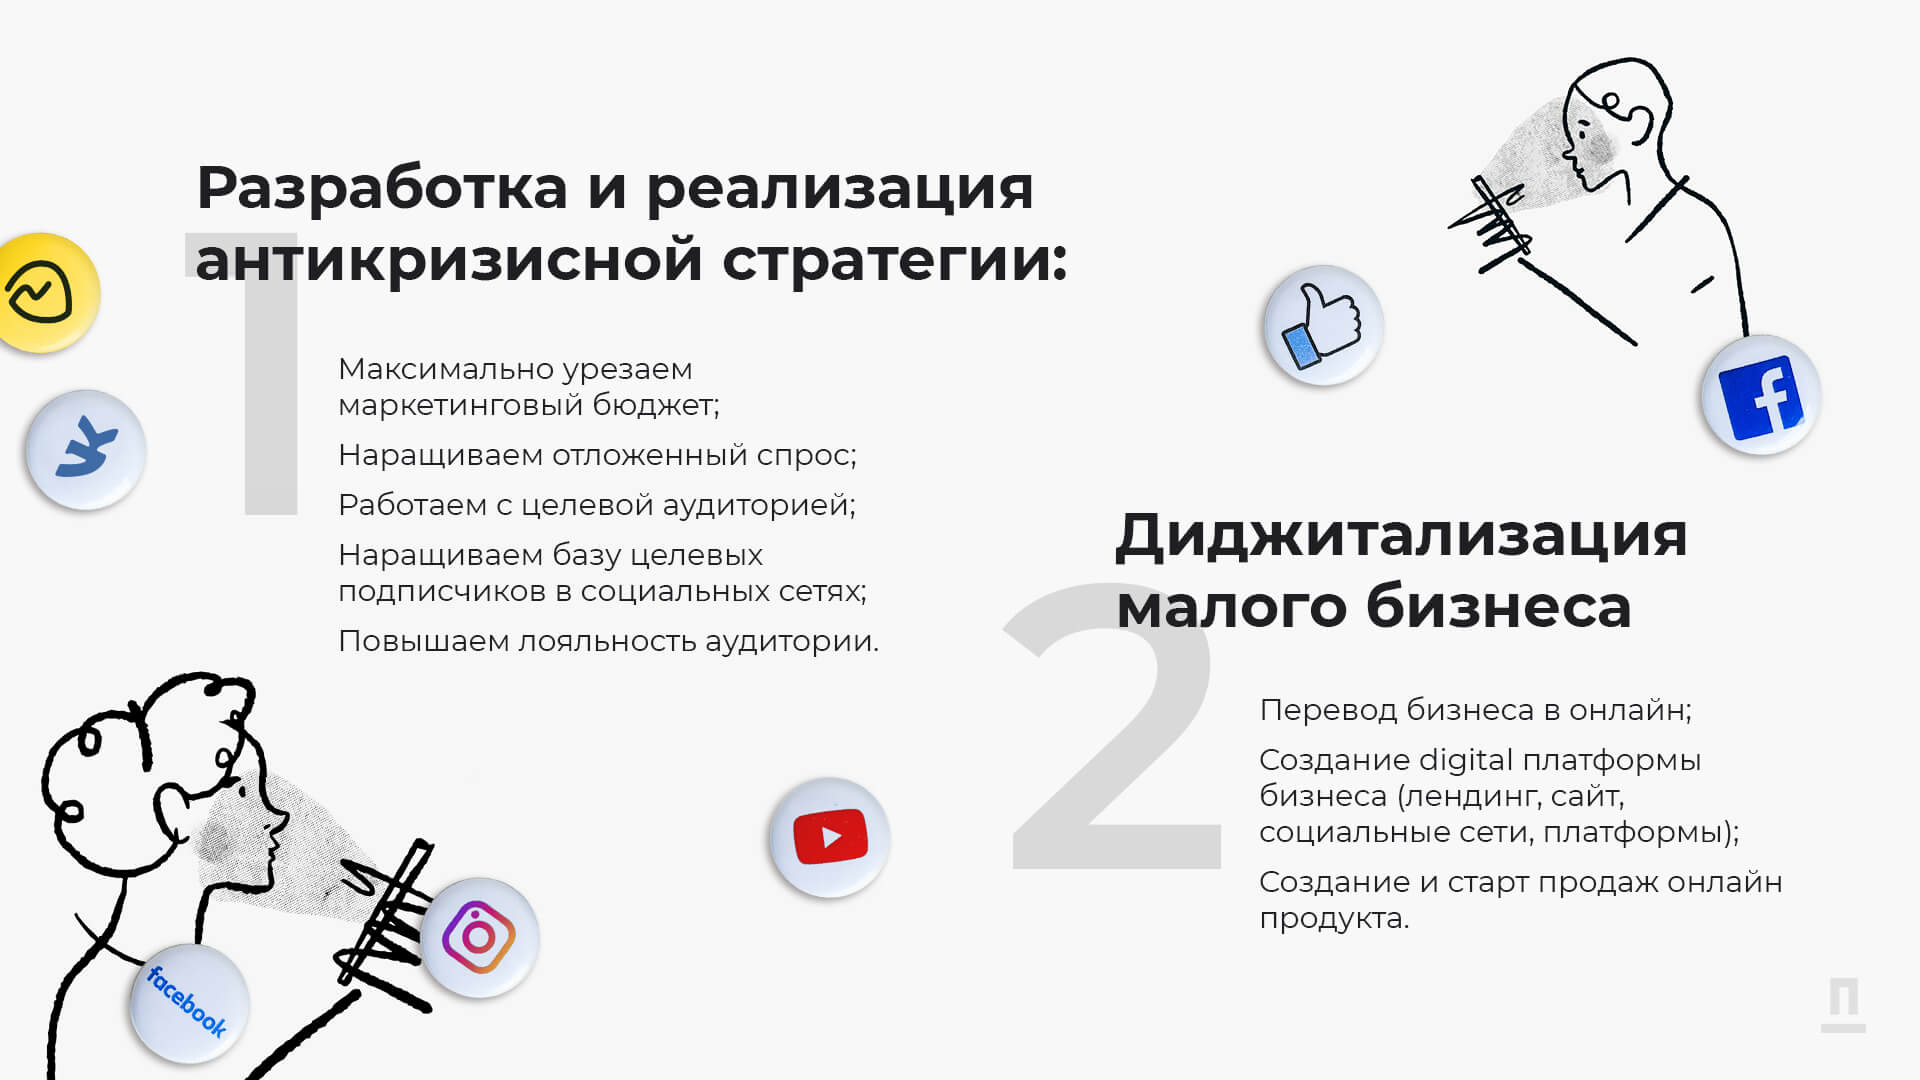 1
Разработка и реализация
антикризисной стратегии:
Максимально урезаем
маркетинговый бюджет;
Наращиваем отложенный спрос;
Работаем с целевой аудиторией;
Наращиваем базу целевых
подписчиков в социальных сетях;
Повышаем лояльность аудитории.
2
Диджитализация
малого бизнеса
Перевод бизнеса в онлайн;
Создание digital платформы
бизнеса (лендинг, сайт,
социальные сети, платформы);
Создание и старт продаж онлайн
продукта.
f
facebook
П